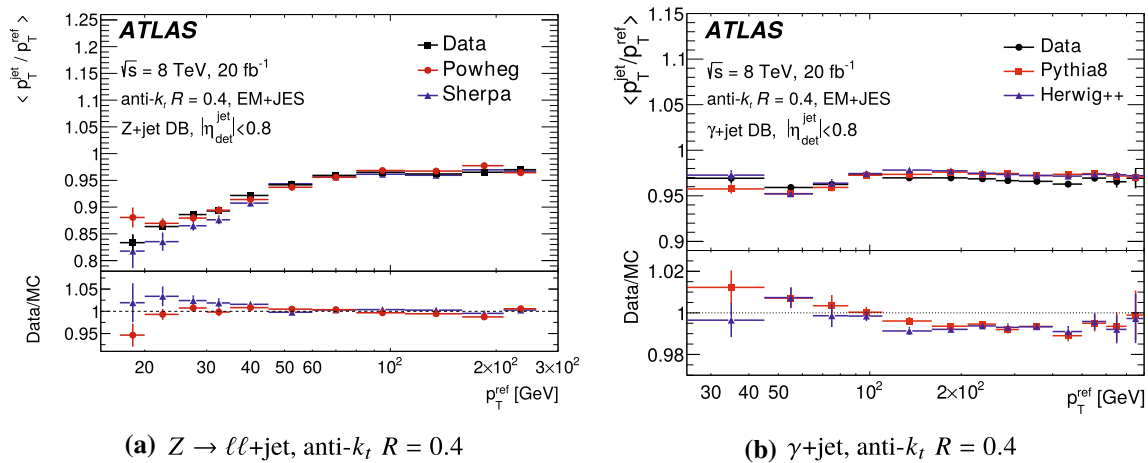 < p_T^jet / p_T^ref >
1.25
1.2
1.15
1.1
1.05
1
0.95
0.9
0.85
0.8
ATLAS
√s = 8 TeV, 20 fb⁻¹
anti-k_t R = 0.4, EM+JES
Z+jet DB, |η_det^jet|<0.8
Data
Powheg
Sherpa
Data/MC
1.05
1.00
0.95
20 30 40 50 60 10² 2×10² 3×10²
p_T^ref [GeV]
(a) Z → ℓℓ+jet, anti-k_t R = 0.4
<p_T^jet/p_T^ref>
1.15
1.1
1.05
1
0.95
0.9
ATLAS
√s = 8 TeV, 20 fb⁻¹
anti-k_t R = 0.4, EM+JES
γ+jet DB, |η_det^jet|<0.8
Data
Pythia8
Herwig++
Data/MC
1.02
1.00
0.98
30 40 50 10² 2×10²
p_T^ref [GeV]
(b) γ+jet, anti-k_t R = 0.4